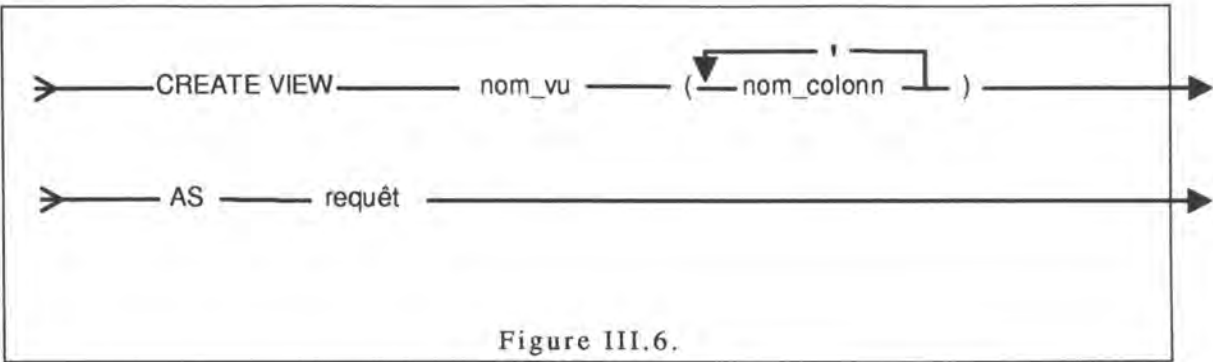 ,
CREATE VIEW nom_vu ( nom_colonn )
AS requêt
Figure III.6.